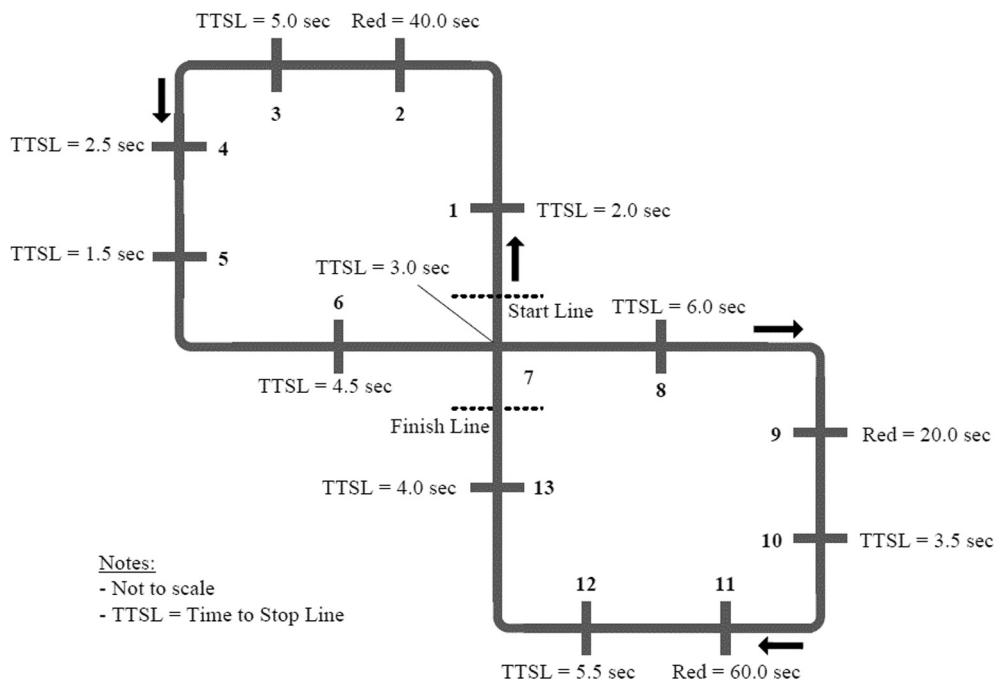 TTSL = 5.0 sec
Red = 40.0 sec
3
2
TTSL = 2.5 sec
4
1
TTSL = 2.0 sec
TTSL = 1.5 sec
5
TTSL = 3.0 sec
6
Start Line
TTSL = 6.0 sec
TTSL = 4.5 sec
7
8
Finish Line
9
Red = 20.0 sec
TTSL = 4.0 sec
13
10
TTSL = 3.5 sec
Notes:
- Not to scale
- TTSL = Time to Stop Line
12
11
TTSL = 5.5 sec
Red = 60.0 sec